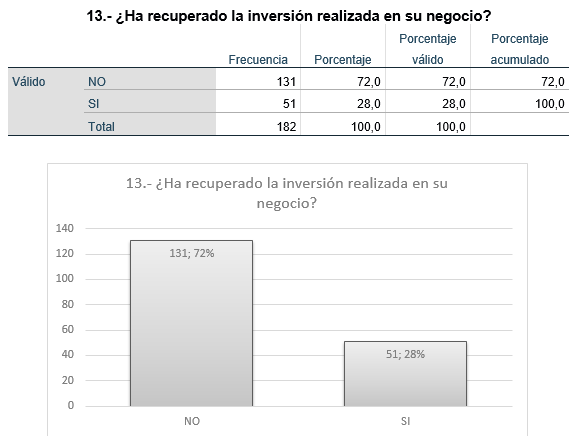 13.- ¿Ha recuperado la inversión realizada en su negocio?
Frecuencia Porcentaje Porcentaje válido Porcentaje acumulado
Válido NO 131 72,0 72,0 72,0
SI 51 28,0 28,0 100,0
Total 182 100,0 100,0
13.- ¿Ha recuperado la inversión realizada en su
negocio?
140
120
100
80
60
40
20
0
131; 72%
51; 28%
NO SI